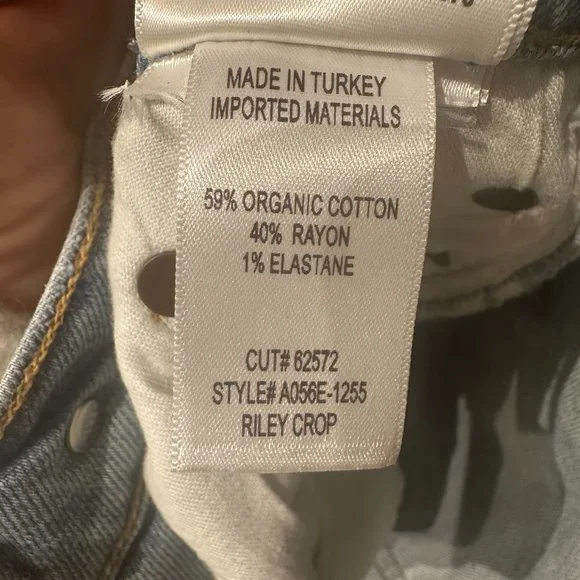 MADE IN TURKEY
IMPORTED MATERIALS
59% ORGANIC COTTON
40% RAYON
1% ELASTANE
CUT# 62572
STYLE# A056E-1255
RILEY CROP